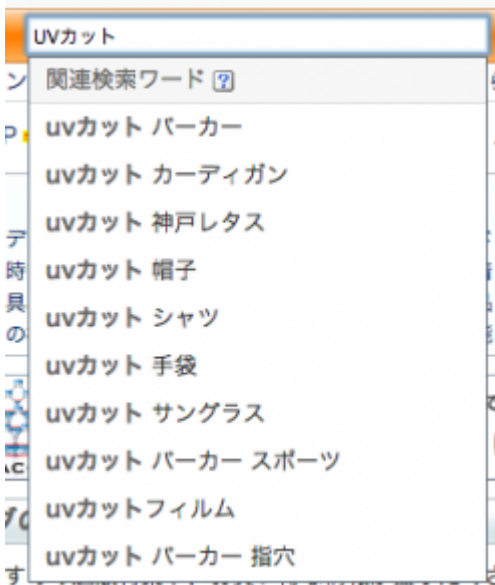 UVカット
関連検索ワード ?
uvカット パーカー
uvカット カーディガン
uvカット 神戸レタス
uvカット 帽子
uvカット シャツ
uvカット 手袋
uvカット サングラス
uvカット パーカー スポーツ
uvカットフィルム
uvカット パーカー 指穴